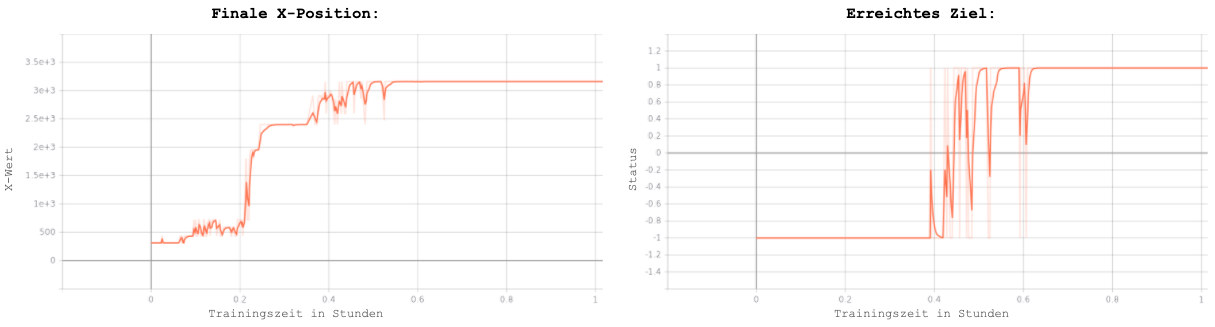 Finale X-Position:
3.5e+3
3e+3
2.5e+3
2e+3
1.5e+3
1e+3
500
0
X-Wert
0 0.2 0.4 0.6 0.8 1
Trainingszeit in Stunden
Erreichtes Ziel:
1.2
1
0.8
0.6
0.4
0.2
0
-0.2
-0.4
-0.6
-0.8
-1
-1.2
-1.4
Status
0 0.2 0.4 0.6 0.8 1
Trainingszeit in Stunden